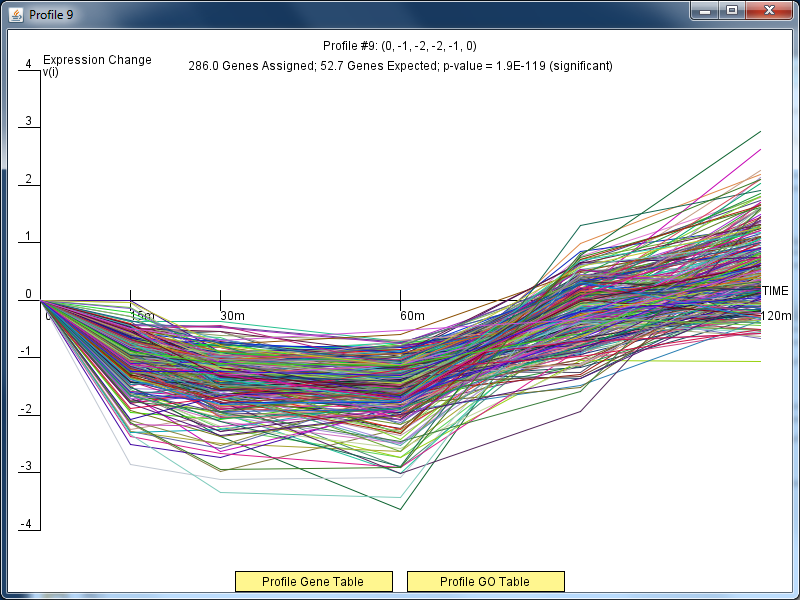 Profile 9
Profile #9: (0, -1, -2, -2, -1, 0)
286.0 Genes Assigned; 52.7 Genes Expected; p-value = 1.9E-119 (significant)
Expression Change
v(i)
4
3
2
1
0
-1
-2
-3
-4
0 15m 30m 60m 120m
TIME
Profile Gene Table Profile GO Table